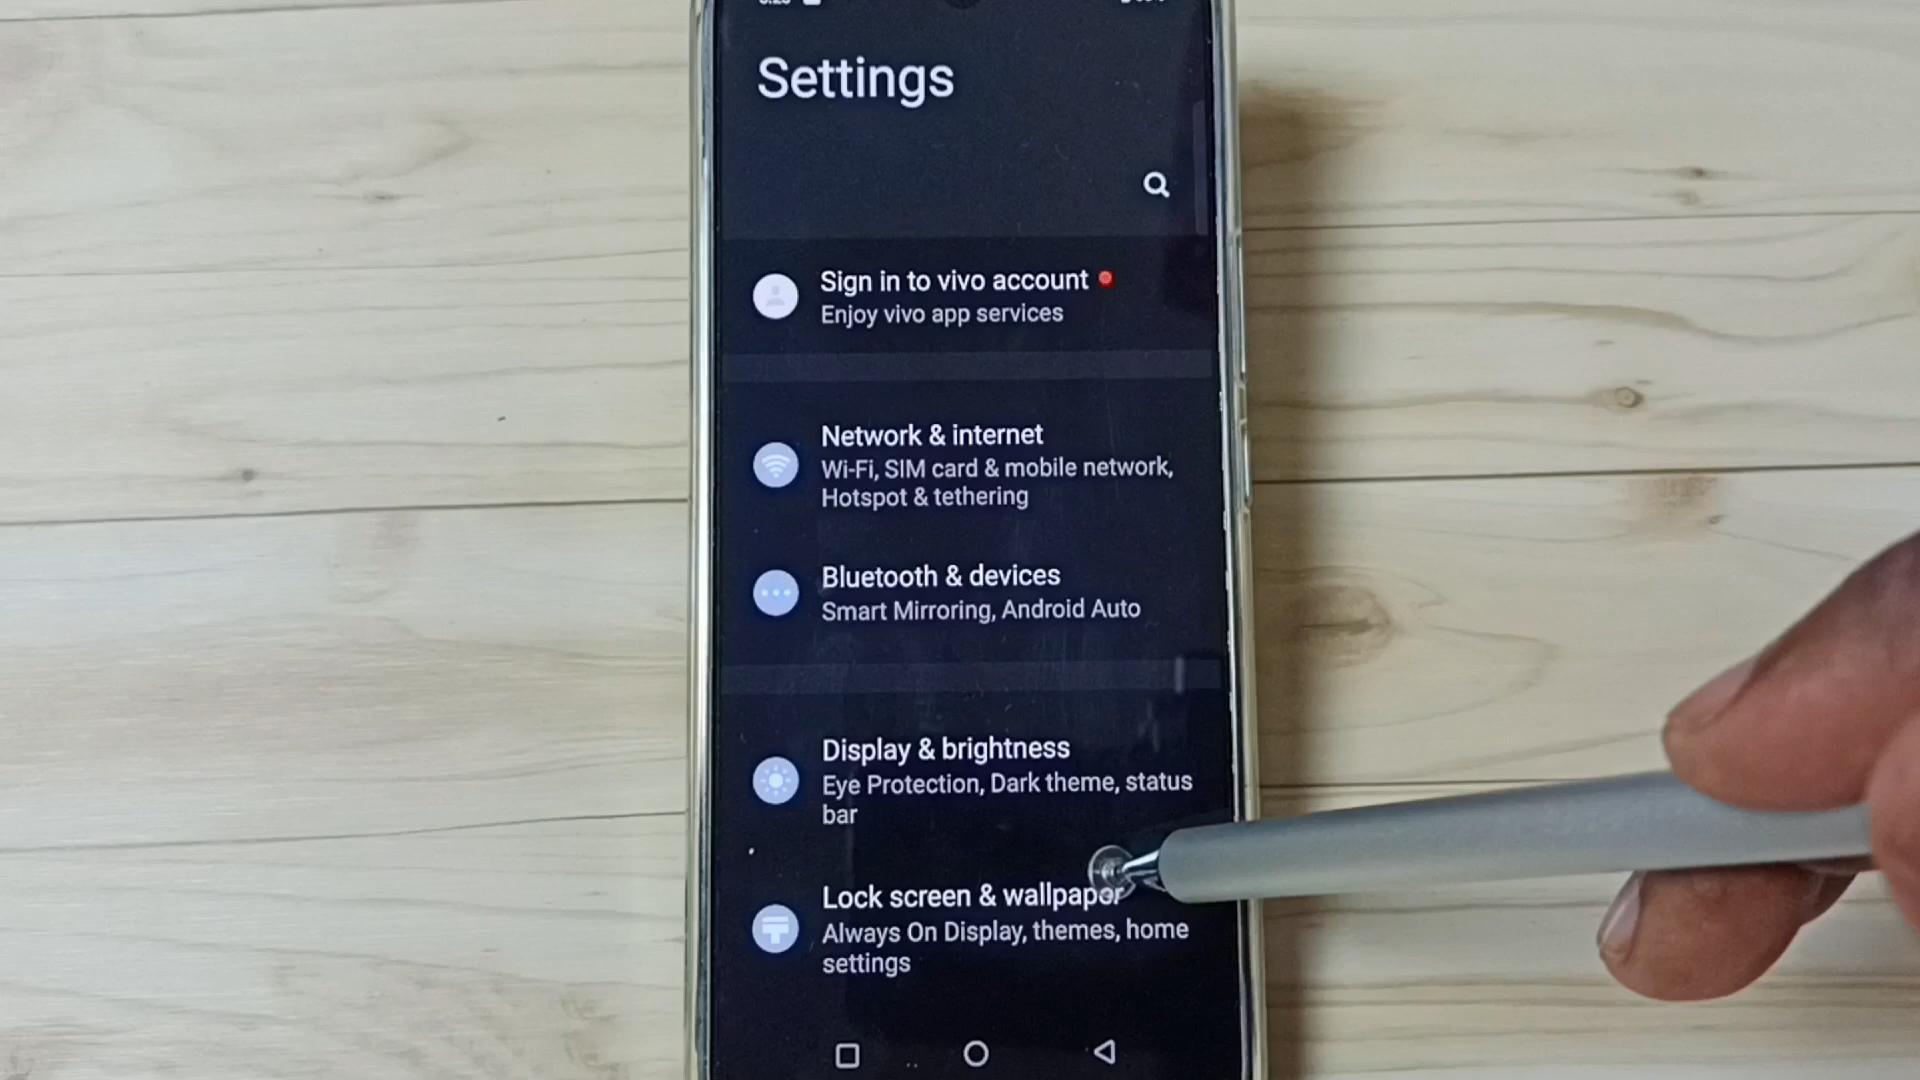 Settings
Sign in to vivo account
Enjoy vivo app services
Network & internet
Wi-Fi, SIM card & mobile network,
Hotspot & tethering
Bluetooth & devices
Smart Mirroring, Android Auto
Display & brightness
Eye Protection, Dark theme, status
bar
Lock screen & wallpaper
Always On Display, themes, home
settings